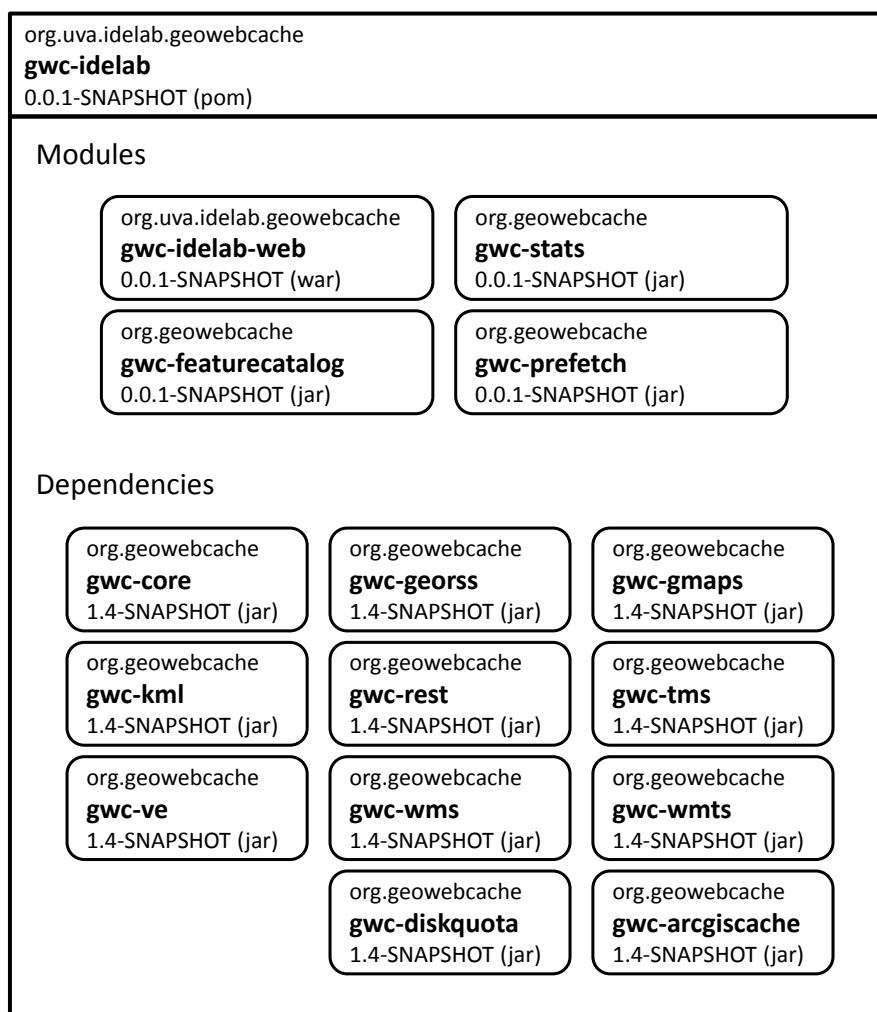 org.uva.idelab.geowebcache
gwc-idelab
0.0.1-SNAPSHOT (pom)
Modules
org.uva.idelab.geowebcache
gwc-idelab-web
0.0.1-SNAPSHOT (war)
org.geowebcache
gwc-stats
0.0.1-SNAPSHOT (jar)
org.geowebcache
gwc-featurecatalog
0.0.1-SNAPSHOT (jar)
org.geowebcache
gwc-prefetch
0.0.1-SNAPSHOT (jar)
Dependencies
org.geowebcache
gwc-core
1.4-SNAPSHOT (jar)
org.geowebcache
gwc-georss
1.4-SNAPSHOT (jar)
org.geowebcache
gwc-gmaps
1.4-SNAPSHOT (jar)
org.geowebcache
gwc-kml
1.4-SNAPSHOT (jar)
org.geowebcache
gwc-rest
1.4-SNAPSHOT (jar)
org.geowebcache
gwc-tms
1.4-SNAPSHOT (jar)
org.geowebcache
gwc-ve
1.4-SNAPSHOT (jar)
org.geowebcache
gwc-wms
1.4-SNAPSHOT (jar)
org.geowebcache
gwc-wmts
1.4-SNAPSHOT (jar)
org.geowebcache
gwc-diskquota
1.4-SNAPSHOT (jar)
org.geowebcache
gwc-arcgiscache
1.4-SNAPSHOT (jar)